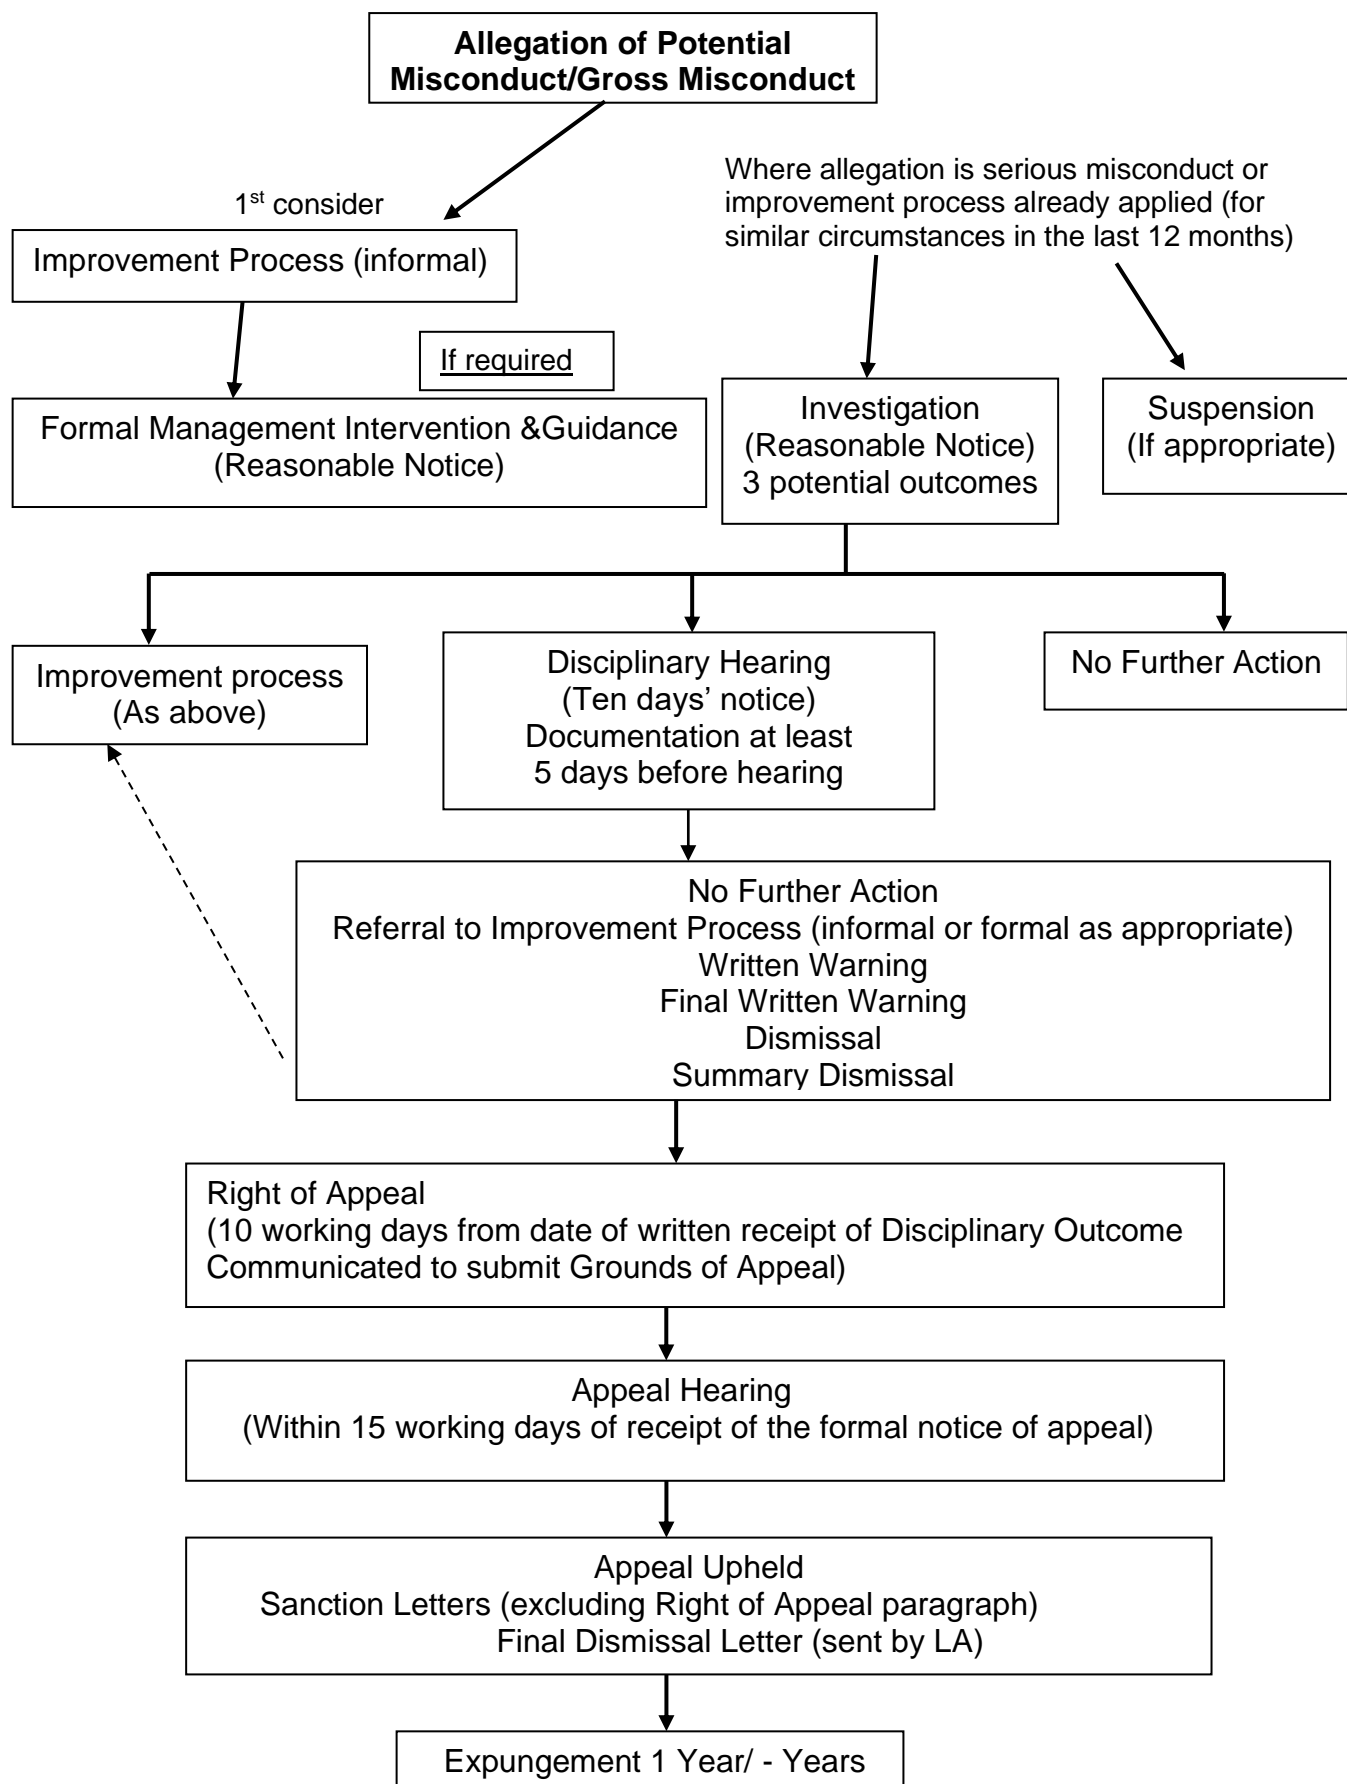 Allegation of Potential
Misconduct/Gross Misconduct
Where allegation is serious misconduct or
improvement process already applied (for
similar circumstances in the last 12 months)
1st consider
Improvement Process (informal)
If required
Formal Management Intervention &Guidance
(Reasonable Notice)
Investigation
(Reasonable Notice)
3 potential outcomes
Suspension
(If appropriate)
Improvement process
(As above)
Disciplinary Hearing
(Ten days’ notice)
Documentation at least
5 days before hearing
No Further Action
No Further Action
Referral to Improvement Process (informal or formal as appropriate)
Written Warning
Final Written Warning
Dismissal
Summary Dismissal
Right of Appeal
(10 working days from date of written receipt of Disciplinary Outcome
Communicated to submit Grounds of Appeal)
Appeal Hearing
(Within 15 working days of receipt of the formal notice of appeal)
Appeal Upheld
Sanction Letters (excluding Right of Appeal paragraph)
Final Dismissal Letter (sent by LA)
Expungement 1 Year/ - Years